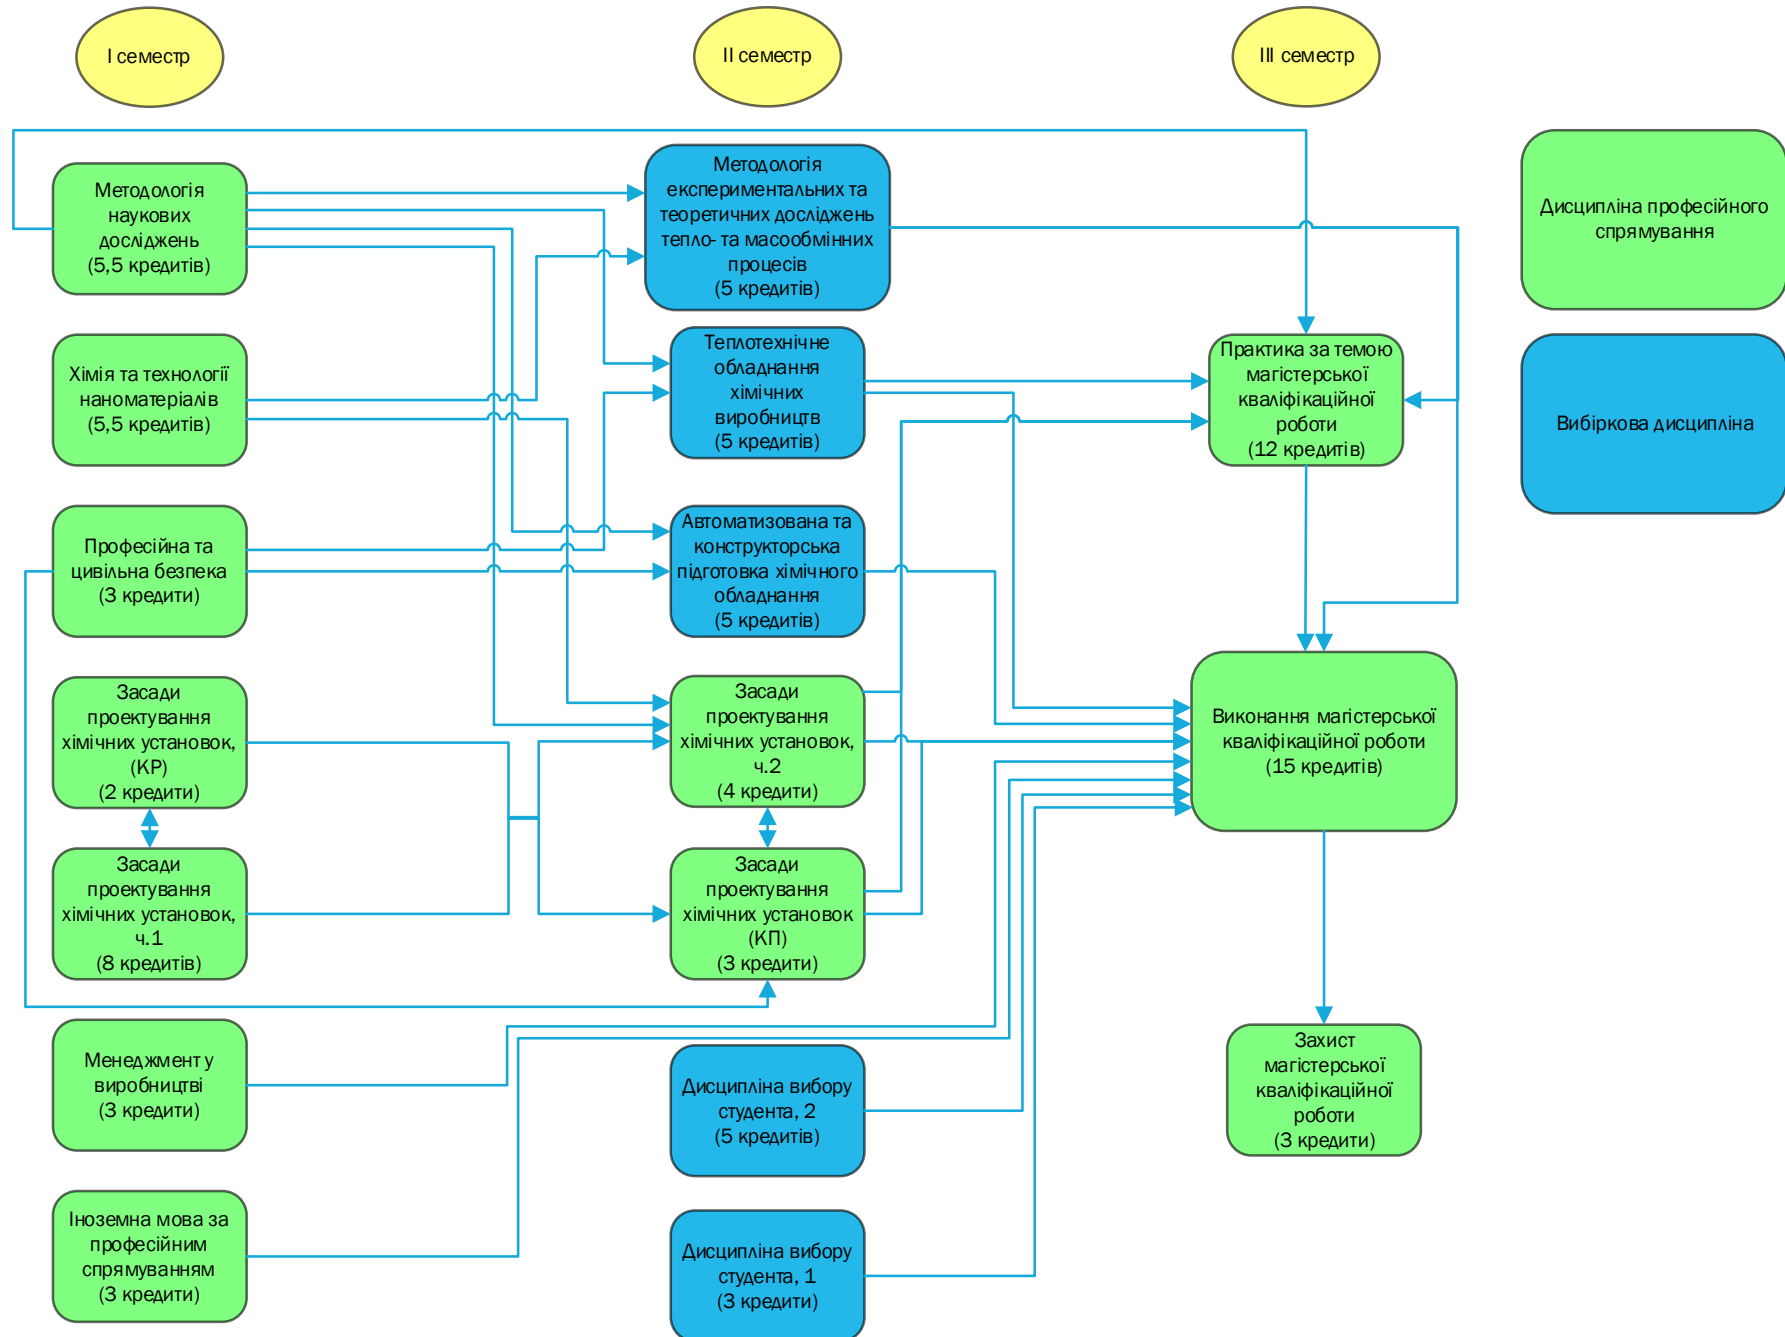 I семестр
II семестр
III семестр
Методологія
наукових
досліджень
(5,5 кредитів)
Хімія та технології
наноматеріалів
(5,5 кредитів)
Професійна та
цивільна безпека
(3 кредити)
Засади
проектування
хімічних установок,
(КР)
(2 кредити)
Засади
проектування
хімічних установок,
ч.1
(8 кредитів)
Менеджмент у
виробництві
(3 кредити)
Іноземна мова за
професійним
спрямуванням
(3 кредити)
Методологія
експериментальних та
теоретичних досліджень
тепло- та масообмінних
процесів
(5 кредитів)
Теплотехнічне
обладнання
хімічних
виробництв
(5 кредитів)
Автоматизована та
конструкторська
підготовка хімічного
обладнання
(5 кредитів)
Засади
проектування
хімічних установок,
ч.2
(4 кредити)
Засади
проектування
хімічних установок
(КП)
(3 кредити)
Дисципліна вибору
студента, 2
(5 кредитів)
Дисципліна вибору
студента, 1
(3 кредити)
Практика за темою
магістерської
кваліфікаційної
роботи
(12 кредитів)
Виконання магістерської
кваліфікаційної роботи
(15 кредитів)
Захист
магістерської
кваліфікаційної
роботи
(3 кредити)
Дисципліна професійного
спрямування
Вибіркова дисципліна